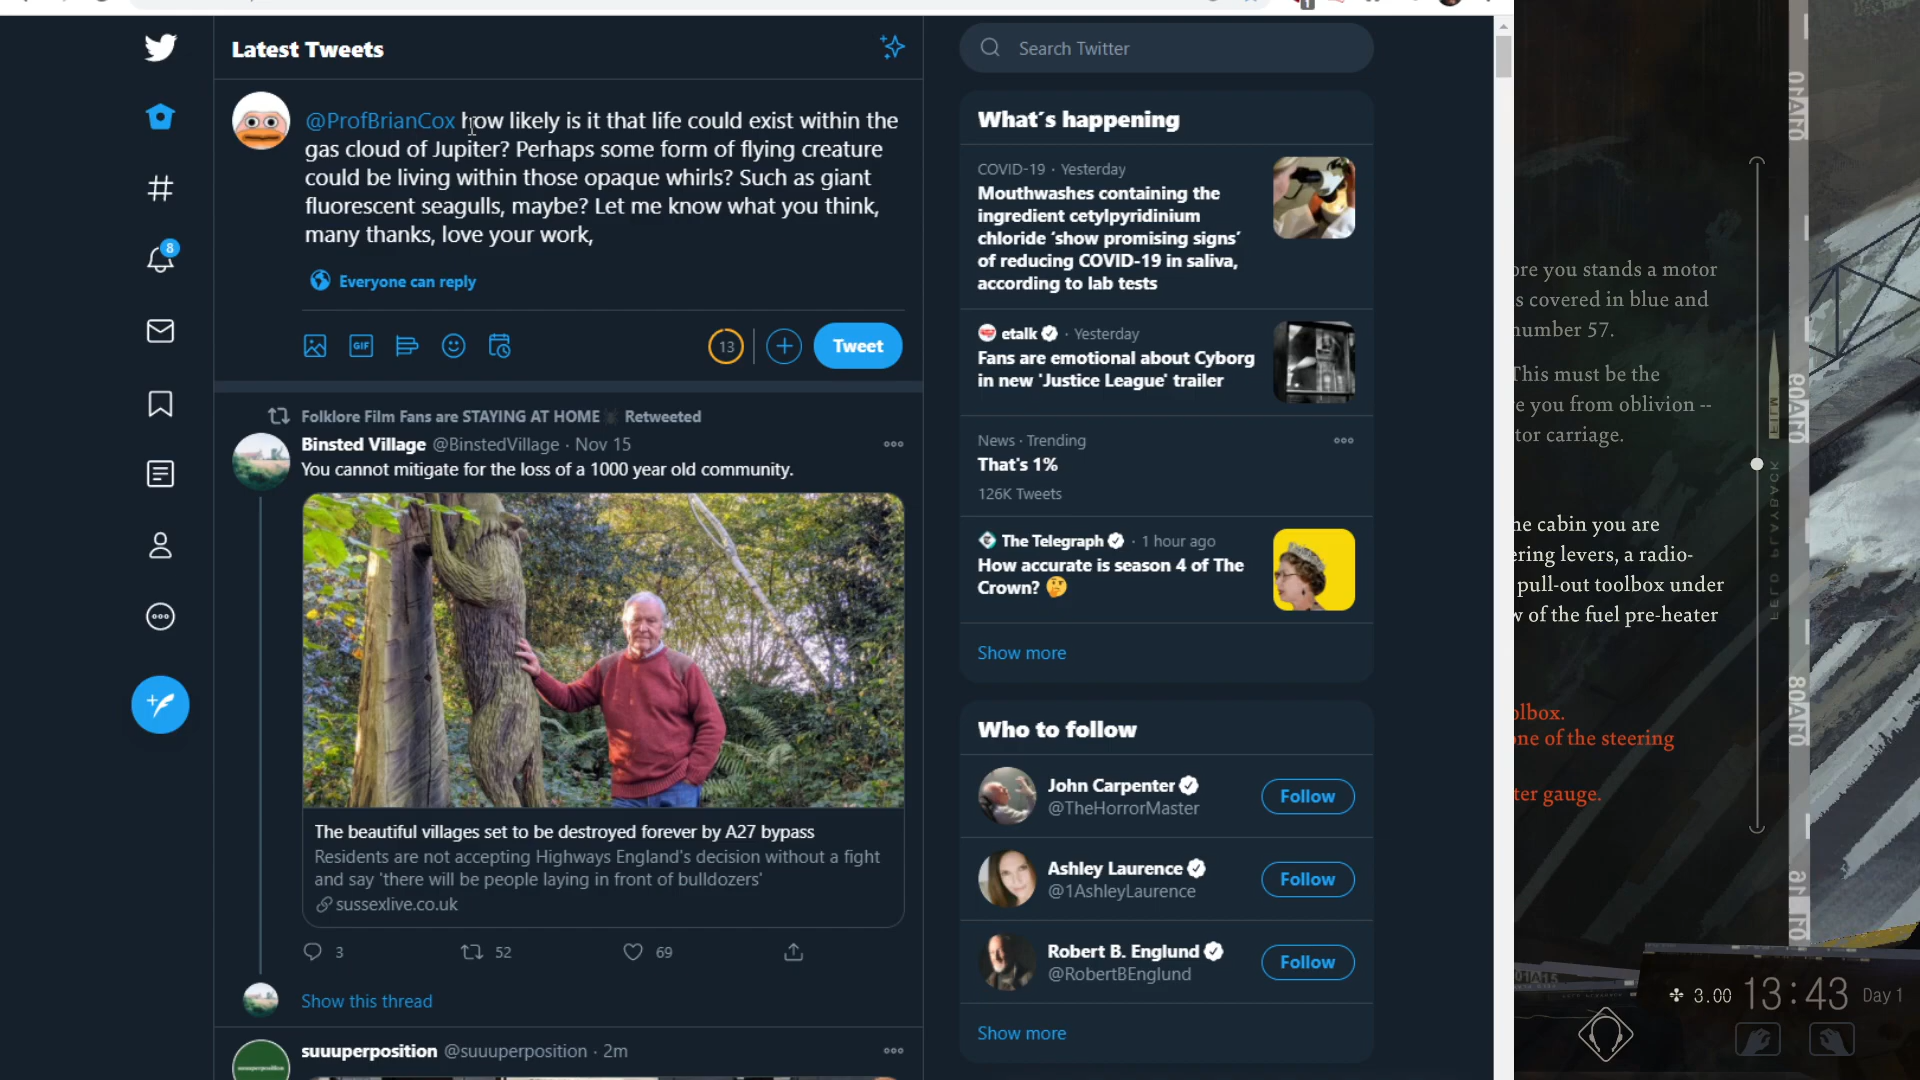 Latest Tweets
@ProfBrianCox how likely is it that life could exist within the
gas cloud of Jupiter? Perhaps some form of flying creature
could be living within those opaque whirls? Such as giant
fluorescent seagulls, maybe? Let me know what you think,
many thanks, love your work,
Everyone can reply
GIF
13
Tweet
8
Folklore Film Fans are STAYING AT HOME Retweeted
Binsted Village @BinstedVillage · Nov 15
You cannot mitigate for the loss of a 1000 year old community.
The beautiful villages set to be destroyed forever by A27 bypass
Residents are not accepting Highways England's decision without a fight
and say 'there will be people laying in front of bulldozers'
sussexlive.co.uk
3
52
69
Show this thread
suuuperposition @suuuperposition · 2m
Search Twitter
What's happening
COVID-19 · Yesterday
Mouthwashes containing the
ingredient cetylpyridinium
chloride 'show promising signs'
of reducing COVID-19 in saliva,
according to lab tests
etalk · Yesterday
Fans are emotional about Cyborg
in new 'Justice League' trailer
News · Trending
That's 1%
126K Tweets
The Telegraph · 1 hour ago
How accurate is season 4 of The
Crown? 🤔
Show more
Who to follow
John Carpenter
@TheHorrorMaster
Follow
Ashley Laurence
@1AshleyLaurence
Follow
Robert B. Englund
@RobertBEnglund
Follow
Show more
1
ore you stands a motor
s covered in blue and
number 57.
This must be the
e you from oblivion --
tor carriage.
he cabin you are
ering levers, a radio-
pull-out toolbox under
w of the fuel pre-heater
olbox.
one of the steering
ter gauge.
FELD PLAYBACK
3.00 13:43 Day 1